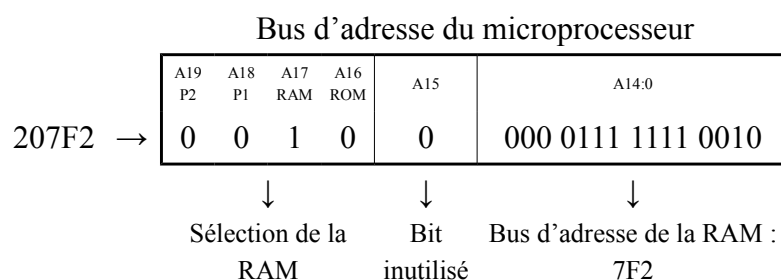 Bus d’adresse du microprocesseur
A19 A18 A17 A16 A15 A14:0
P2 P1 RAM ROM
207F2 → 0 0 1 0 0 000 0111 1111 0010
↓ ↓ ↓
Sélection de la Bit Bus d’adresse de la RAM :
RAM inutilisé 7F2